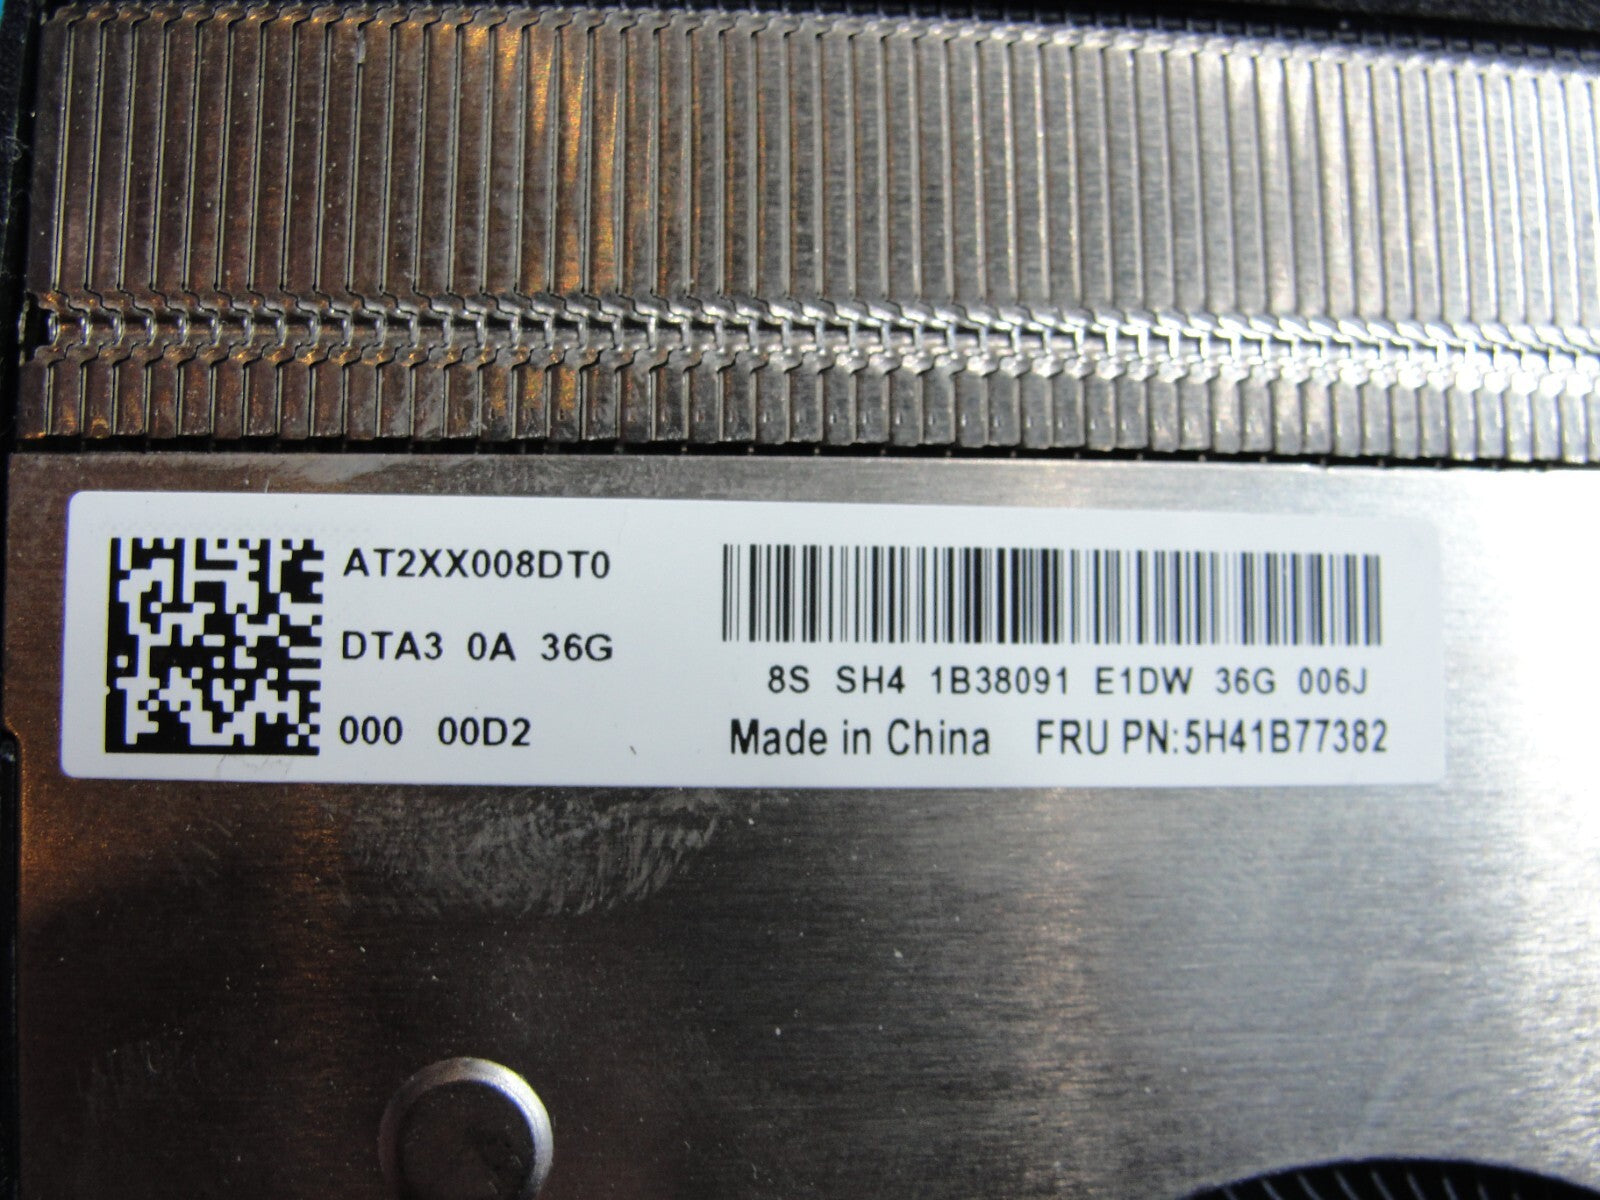 AT2XX008DT0
DTA3 0A 36G
000 00D2
8S SH4 1B38091 E1DW 36G 006J
Made in China FRU PN:5H41B77382